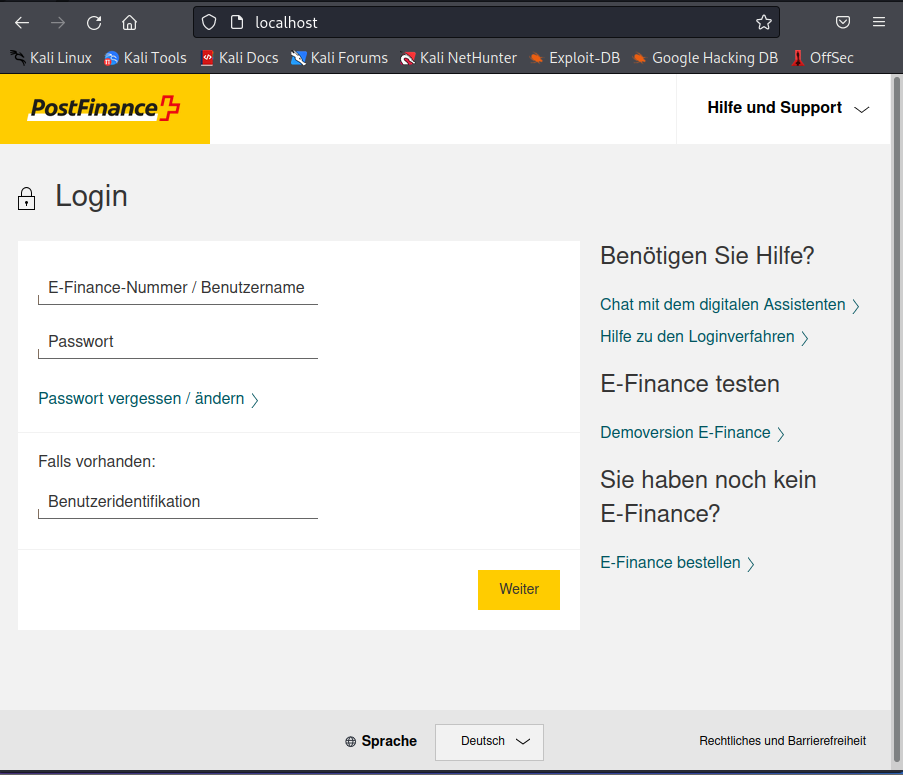 localhost
Kali Linux Kali Tools Kali Docs Kali Forums Kali NetHunter Exploit-DB Google Hacking DB OffSec
PostFinance
Hilfe und Support
Login
E-Finance-Nummer / Benutzername
Passwort
Passwort vergessen / ändern
Falls vorhanden:
Benutzeridentifikation
Weiter
Benötigen Sie Hilfe?
Chat mit dem digitalen Assistenten
Hilfe zu den Loginverfahren
E-Finance testen
Demoversion E-Finance
Sie haben noch kein
E-Finance?
E-Finance bestellen
Sprache Deutsch Rechtliches und Barrierefreiheit